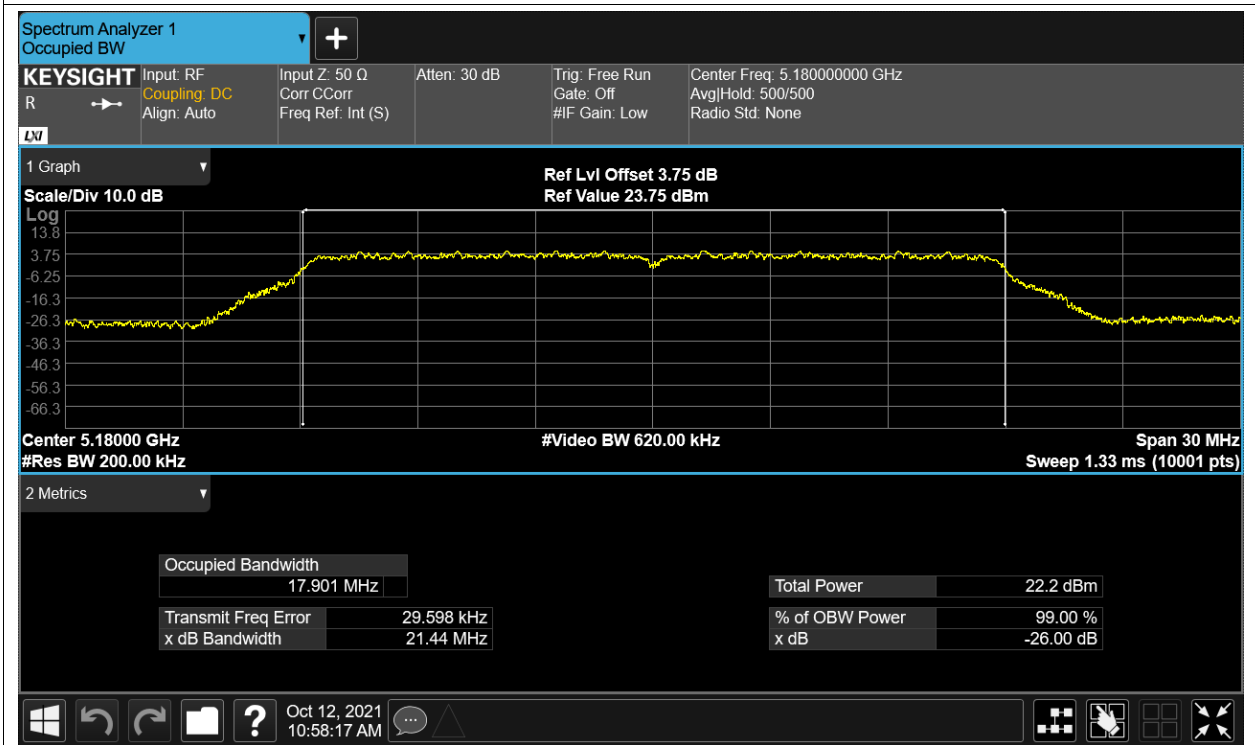 Spectrum Analyzer 1
Occupied BW
KEYSIGHT
R
LXI
Input: RF
Coupling: DC
Align: Auto
Input Z: 50 Ω
Corr CCorr
Freq Ref: Int (S)
Atten: 30 dB
Trig: Free Run
Gate: Off
#IF Gain: Low
Center Freq: 5.180000000 GHz
Avg|Hold: 500/500
Radio Std: None
1 Graph
Scale/Div 10.0 dB
Ref Lvl Offset 3.75 dB
Ref Value 23.75 dBm
Log
13.8
3.75
-6.25
-16.3
-26.3
-36.3
-46.3
-56.3
-66.3
Center 5.18000 GHz
#Video BW 620.00 kHz
Span 30 MHz
#Res BW 200.00 kHz
Sweep 1.33 ms (10001 pts)
2 Metrics
Occupied Bandwidth
17.901 MHz
Transmit Freq Error 29.598 kHz
x dB Bandwidth 21.44 MHz
Total Power 22.2 dBm
% of OBW Power 99.00 %
x dB -26.00 dB
?
Oct 12, 2021
10:58:17 AM